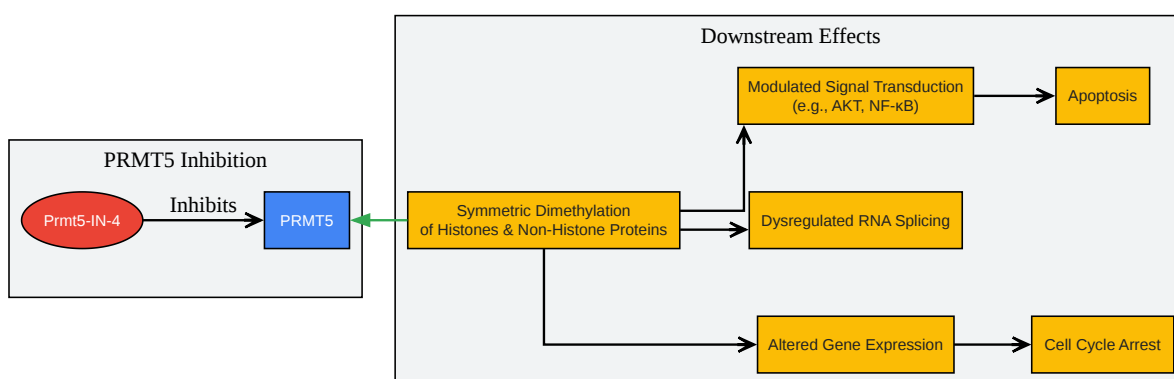 Downstream Effects
Modulated Signal Transduction
(e.g., AKT, NF-κB)
Apoptosis
PRMT5 Inhibition
Prmt5-IN-4
Inhibits
PRMT5
Symmetric Dimethylation
of Histones & Non-Histone Proteins
Dysregulated RNA Splicing
Altered Gene Expression
Cell Cycle Arrest